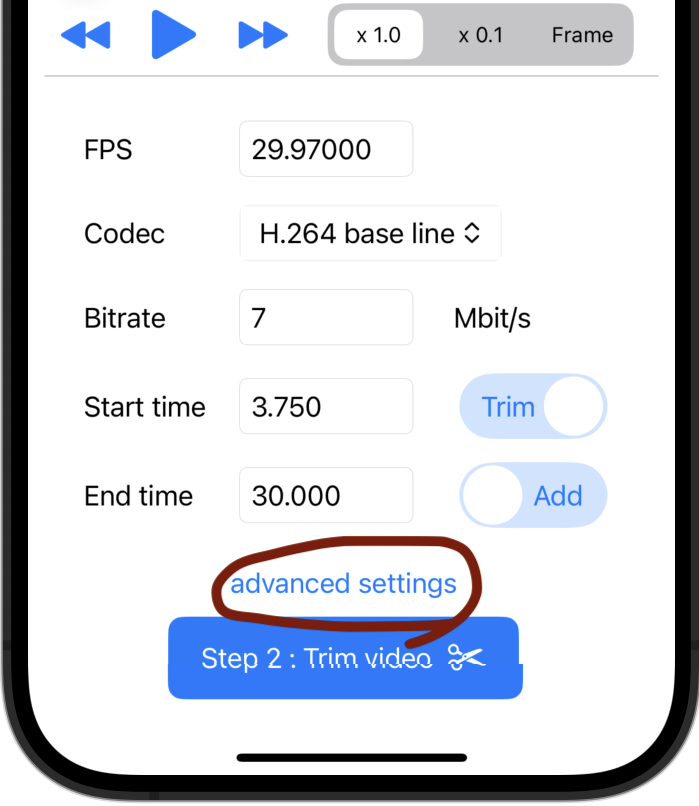 x 1.0 x 0.1 Frame
FPS 29.97000
Codec H.264 base line
Bitrate 7 Mbit/s
Start time 3.750 Trim
End time 30.000 Add
advanced settings
Step 2 : Trim video